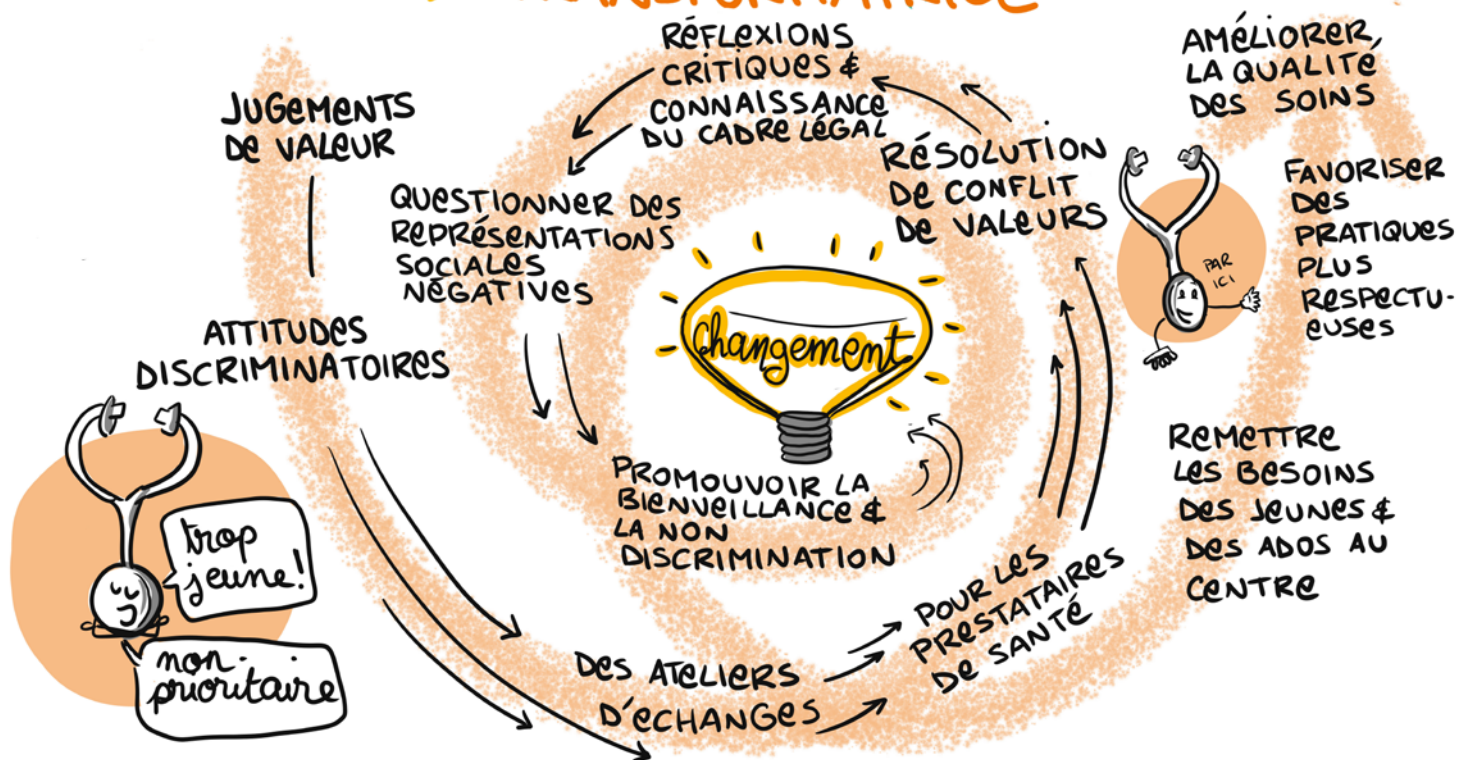 TRANSFORMATRICE
JUGEMENTS
DE VALEUR
ATTITUDES
DISCRIMINATOIRES
trop
jeune!
non-
prioritaire
DES ATELIERS
D'ECHANGES
POUR LES
PRESTATAIRES
DE SANTÉ
RÉSOLUTION
DE CONFLIT
DE VALEURS
RÉFLEXIONS
CRITIQUES &
CONNAISSANCE
DU CADRE LÉGAL
QUESTIONNER DES
REPRÉSENTATIONS
SOCIALES
NÉGATIVES
PROMOUVOIR LA
BIENVEILLANCE &
LA NON
DISCRIMINATION
Changement
REMETTRE
LES BESOINS
DES JEUNES &
DES ADOS AU
CENTRE
FAVORISER
DES
PRATIQUES
PLUS
RESPECTU-
EUSES
AMÉLIORER
LA QUALITÉ
DES SOINS
PAR
ICI